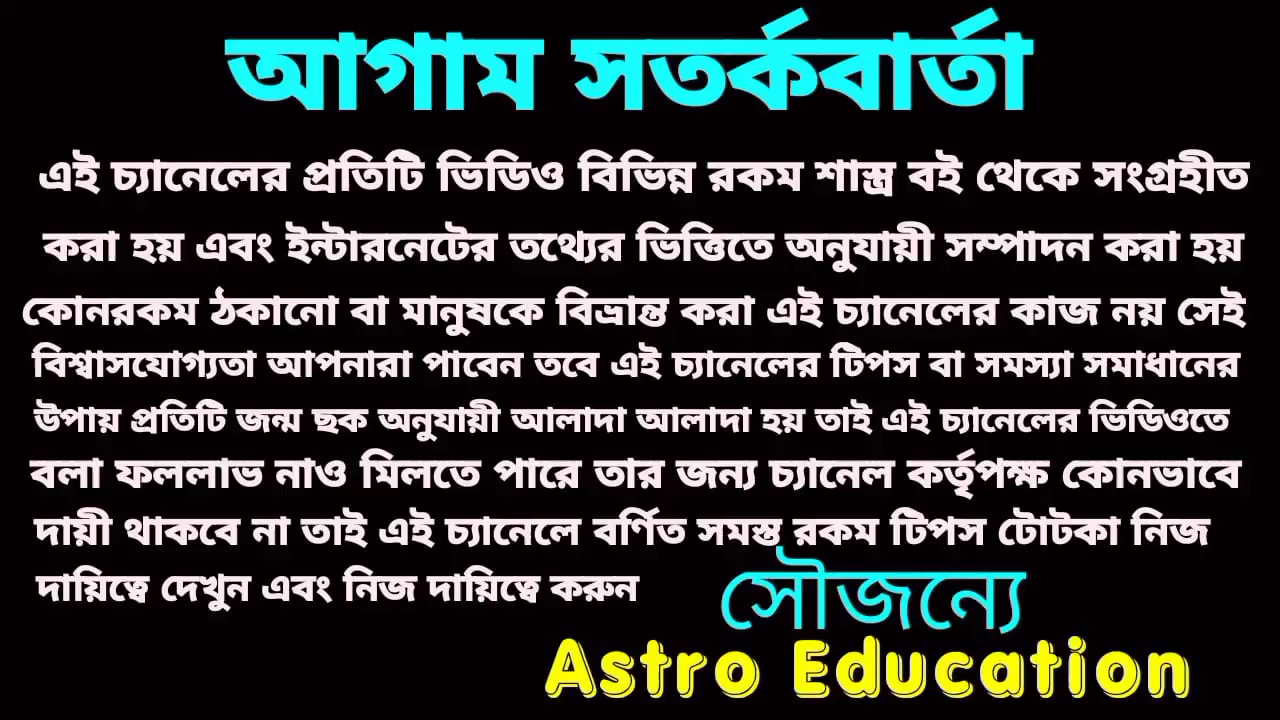 আগাম সতর্কবার্তা
এই চ্যানেলের প্রতিটি ভিডিও বিভিন্ন রকম শাস্ত্র বই থেকে সংগ্রহীত
করা হয় এবং ইন্টারনেটের তথ্যের ভিত্তিতে অনুযায়ী সম্পাদন করা হয়
কোনরকম ঠকানো বা মানুষকে বিভ্রান্ত করা এই চ্যানেলের কাজ নয় সেই
বিশ্বাসযোগ্যতা আপনারা পাবেন তবে এই চ্যানেলের টিপস বা সমস্যা সমাধানের
উপায় প্রতিটি জন্ম ছক অনুযায়ী আলাদা আলাদা হয় তাই এই চ্যানেলের ভিডিওতে
বলা ফললাভ নাও মিলতে পারে তার জন্য চ্যানেল কর্তৃপক্ষ কোনভাবে
দায়ী থাকবে না তাই এই চ্যানেলে বর্ণিত সমস্ত রকম টিপস টোটকা নিজ
দায়িত্বে দেখুন এবং নিজ দায়িত্বে করুন
সৌজন্যে
Astro Education